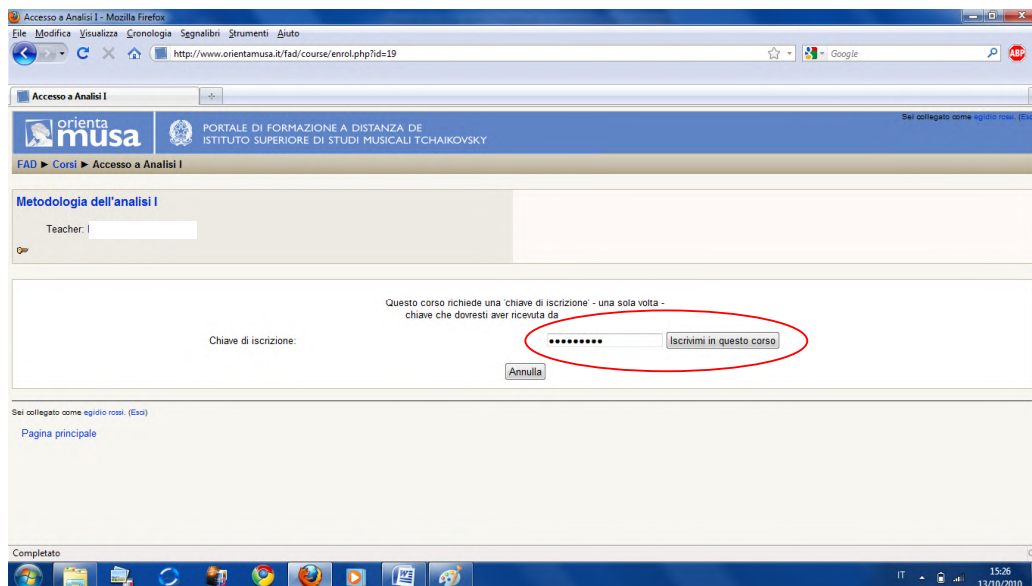 Accesso a Analisi I - Mozilla Firefox
File Modifica Visualizza Cronologia Segnalibri Strumenti Aiuto
http://www.orientamusa.it/fad/course/enrol.php?id=19
Google
ABP
Accesso a Analisi I
Sei collegato come egidio rossi. (Esc
orienta
musa
PORTALE DI FORMAZIONE A DISTANZA DE
ISTITUTO SUPERIORE DI STUDI MUSICALI TCHAIKOVSKY
FAD ► Corsi ► Accesso a Analisi I
Metodologia dell'analisi I
Teacher:
Questo corso richiede una 'chiave di iscrizione' - una sola volta -
chiave che dovresti aver ricevuta da
Chiave di iscrizione:
•••••••••
Iscrivimi in questo corso
Annulla
Sei collegato come egidio rossi. (Esci)
Pagina principale
Completato
IT
15:26
13/10/2010